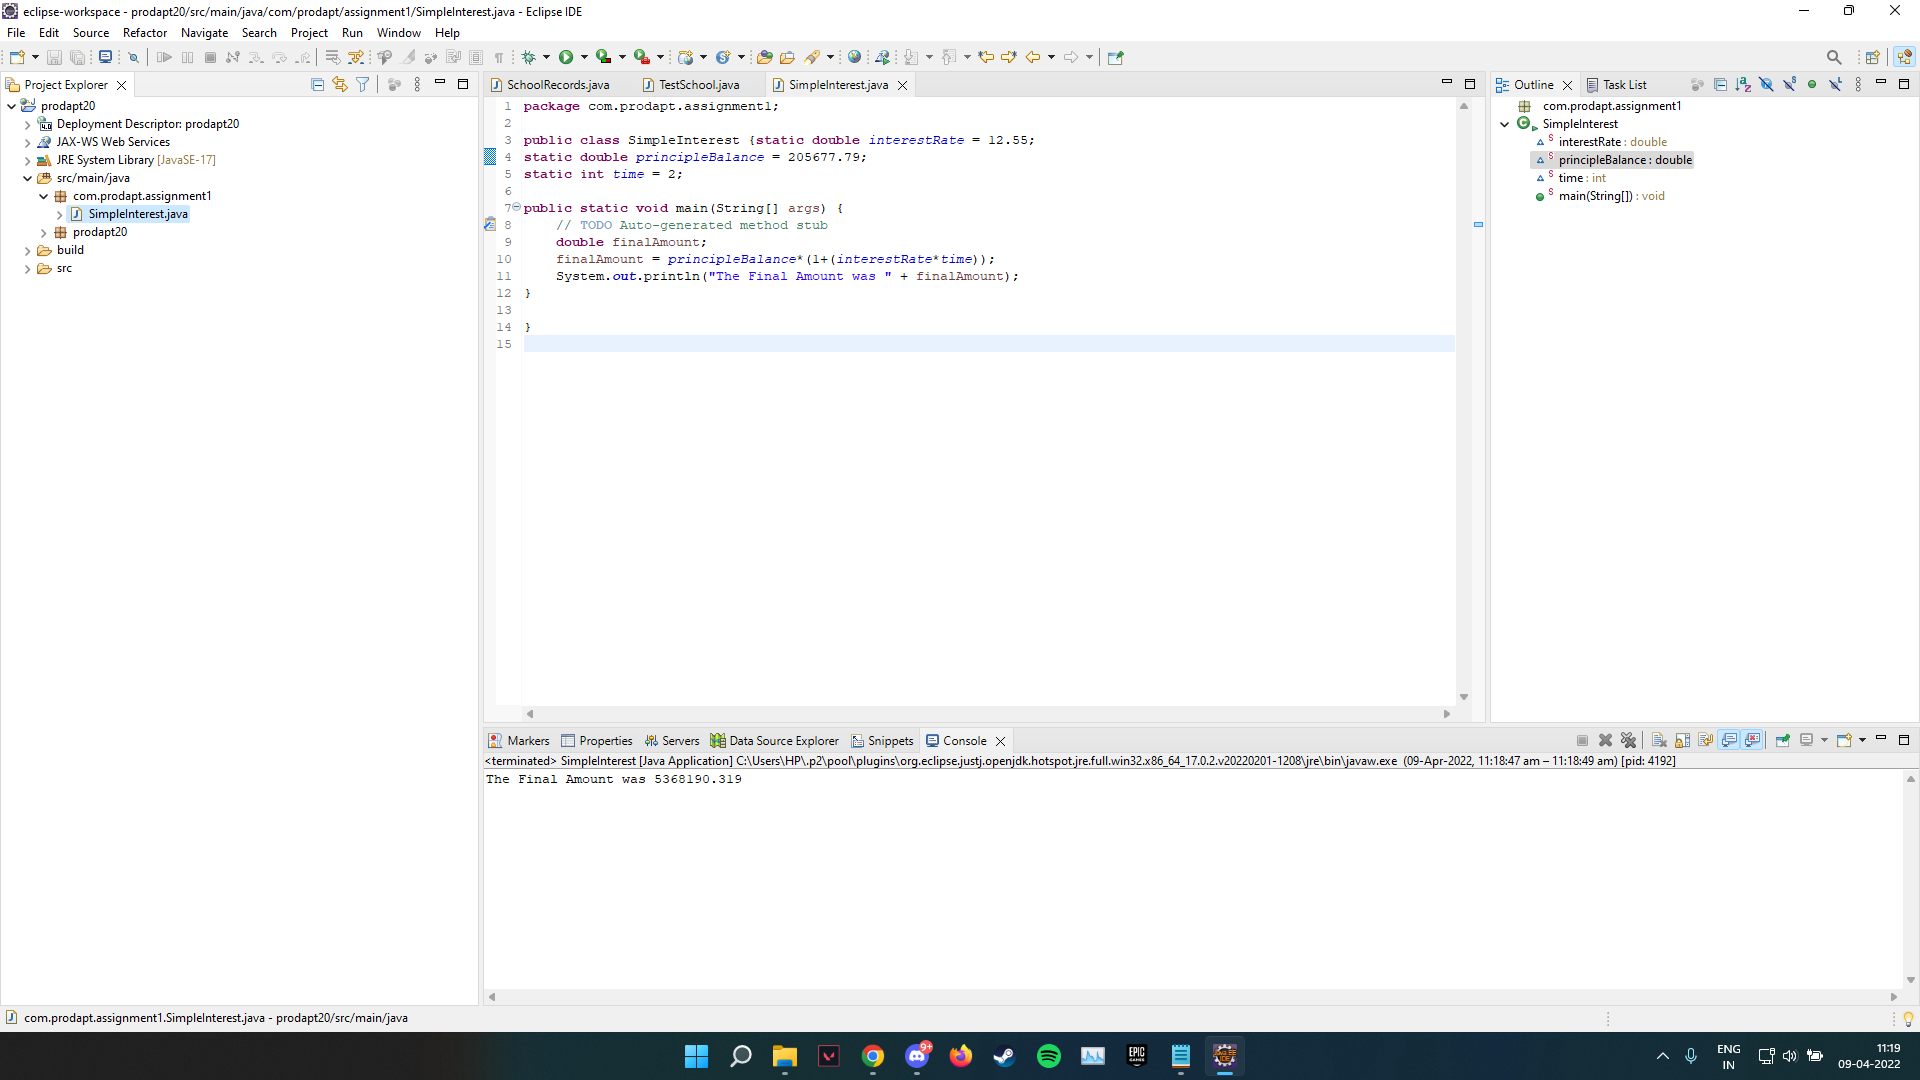 eclipse-workspace - prodapt20/src/main/java/com/prodapt/assignment1/SimpleInterest.java - Eclipse IDE
File Edit Source Refactor Navigate Search Project Run Window Help
Project Explorer
prodapt20
Deployment Descriptor: prodapt20
JAX-WS Web Services
JRE System Library [JavaSE-17]
src/main/java
com.prodapt.assignment1
SimpleInterest.java
prodapt20
build
src
SchoolRecords.java TestSchool.java SimpleInterest.java
1 package com.prodapt.assignment1;
2
3 public class SimpleInterest {static double interestRate = 12.55;
4 static double principleBalance = 205677.79;
5 static int time = 2;
6
7 public static void main(String[] args) {
8 // TODO Auto-generated method stub
9 double finalAmount;
10 finalAmount = principleBalance*(1+(interestRate*time));
11 System.out.println("The Final Amount was " + finalAmount);
12 }
13
14 }
15
Outline Task List
com.prodapt.assignment1
SimpleInterest
interestRate : double
principleBalance : double
time : int
main(String[]) : void
Markers Properties Servers Data Source Explorer Snippets Console
<terminated> SimpleInterest [Java Application] C:\Users\HP\.p2\pool\plugins\org.eclipse.justj.openjdk.hotspot.jre.full.win32.x86_64_17.0.2.v20220201-1208\jre\bin\javaw.exe (09-Apr-2022, 11:18:47 am – 11:18:49 am) [pid: 4192]
The Final Amount was 5368190.319
com.prodapt.assignment1.SimpleInterest.java - prodapt20/src/main/java
9+
EPIC GAMES
ENG
IN
11:19
09-04-2022